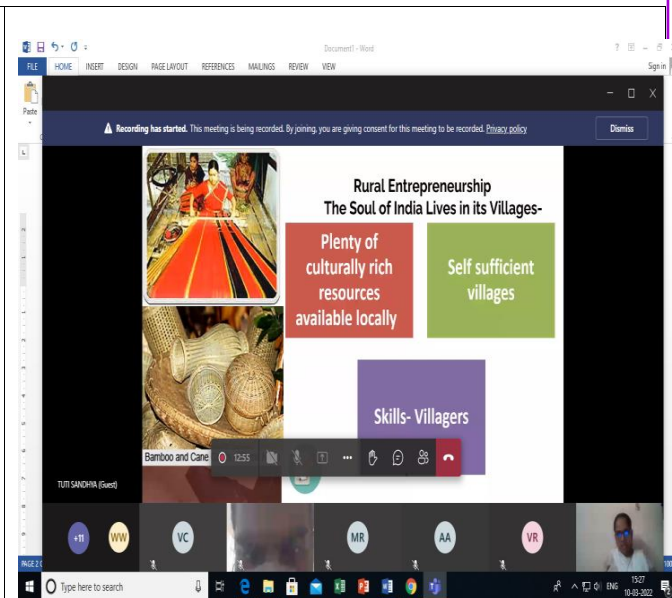 Document1 - Word
FILE HOME INSERT DESIGN PAGE LAYOUT REFERENCES MAILINGS REVIEW VIEW Sign in
Paste
Recording has started. This meeting is being recorded. By joining, you are giving consent for this meeting to be recorded. Privacy policy Dismiss
Rural Entrepreneurship
The Soul of India Lives in its Villages-
Plenty of
culturally rich
resources
available locally
Self sufficient
villages
Skills- Villagers
Bamboo and Cane
12:55
TUTI SANDHYA (Guest)
+11 WW VC MR AA VR
PAGE 2
Type here to search
ENG
15:27
10-03-2022